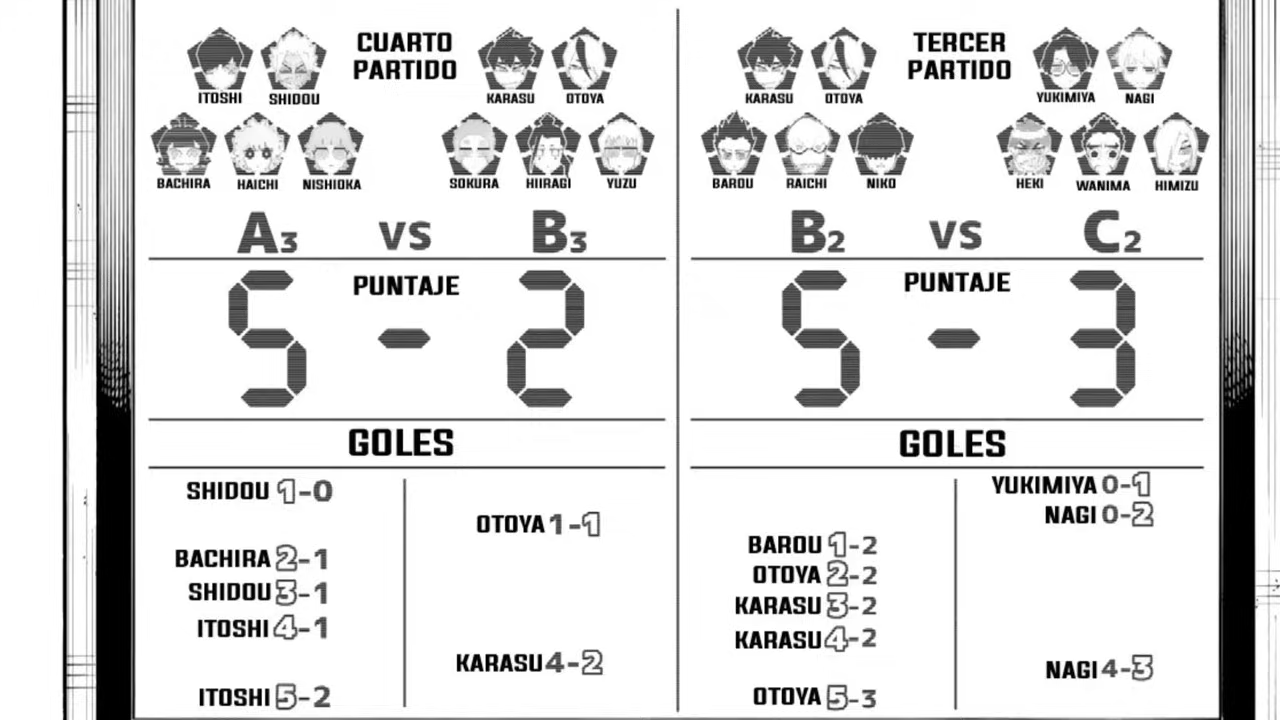 CUARTO
PARTIDO
ITOSHI SHIDOU KARASU OTOYA
BACHIRA HAICHI NISHIOKA SOKURA HIIRAGI YUZU
A3 VS B3
PUNTAJE
5 - 2
GOLES
SHIDOU 1-0
OTOYA 1-1
BACHIRA 2-1
SHIDOU 3-1
ITOSHI 4-1
KARASU 4-2
ITOSHI 5-2
TERCER
PARTIDO
KARASU OTOYA YUKIMIYA NAGI
BAROU RAICHI NIKO HEKI WANIMA HIMIZU
B2 VS C2
PUNTAJE
5 - 3
GOLES
YUKIMIYA 0-1
NAGI 0-2
BAROU 1-2
OTOYA 2-2
KARASU 3-2
KARASU 4-2
NAGI 4-3
OTOYA 5-3